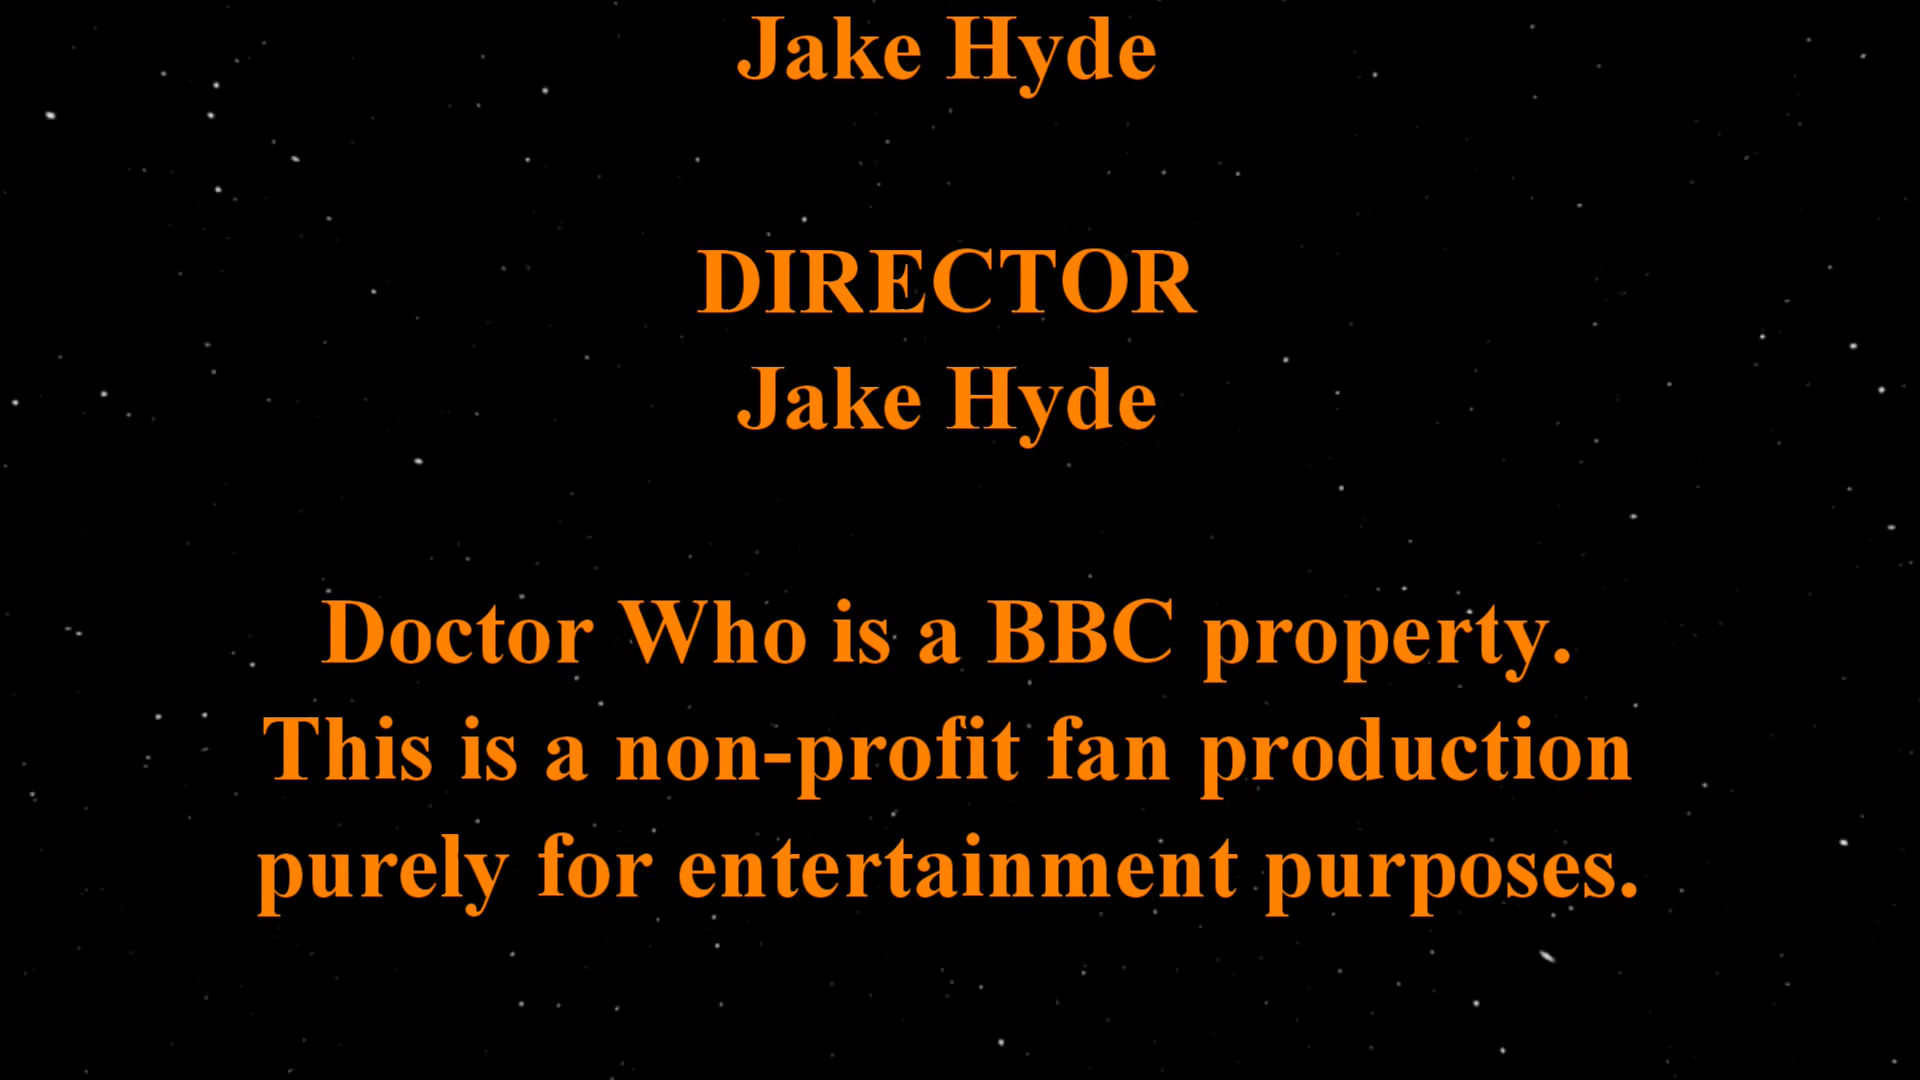 Jake Hyde
DIRECTOR
Jake Hyde
Doctor Who is a BBC property.
This is a non-profit fan production
purely for entertainment purposes.